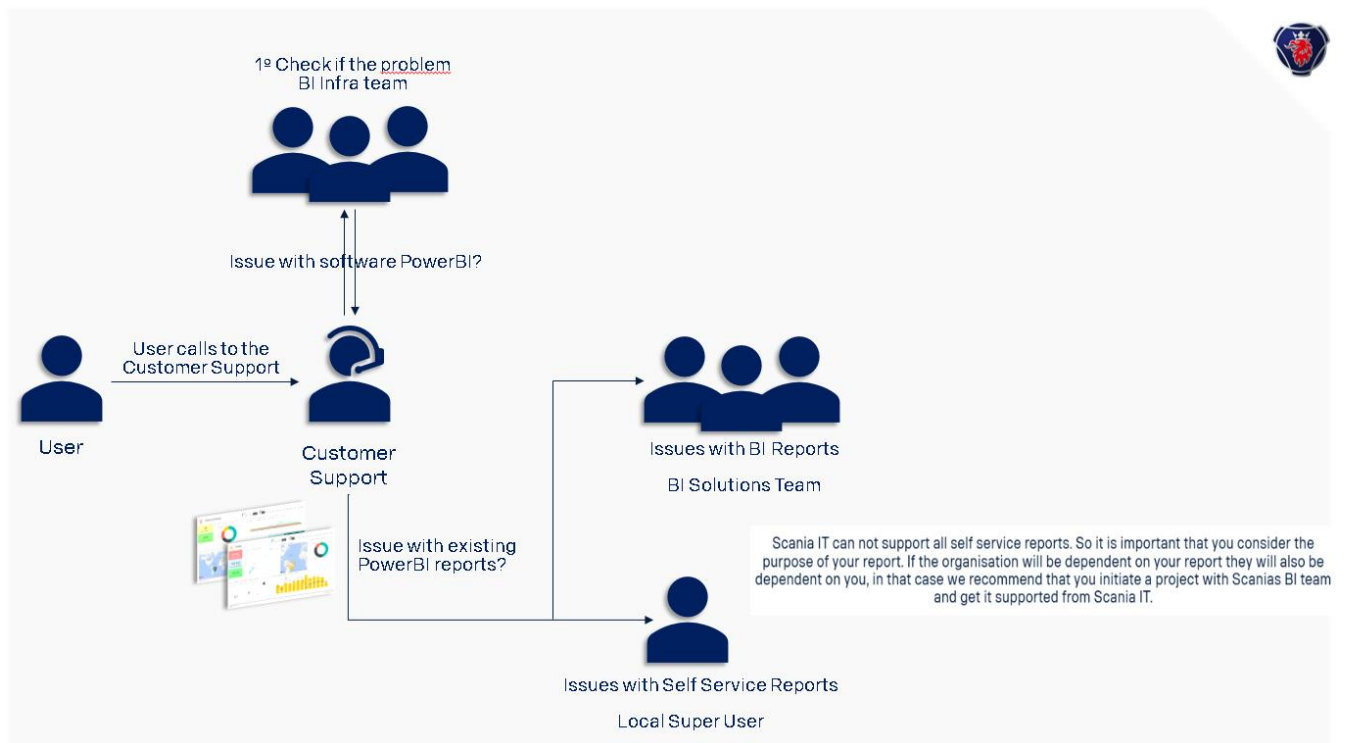 1º Check if the problem
BI Infra team
Issue with software PowerBI?
User calls to the
Customer Support
User
Customer
Support
Issues with BI Reports
BI Solutions Team
Issue with existing
PowerBI reports?
Scania IT can not support all self service reports. So it is important that you consider the
purpose of your report. If the organisation will be dependent on your report they will also be
dependent on you, in that case we recommend that you initiate a project with Scanias BI team
and get it supported from Scania IT.
Issues with Self Service Reports
Local Super User